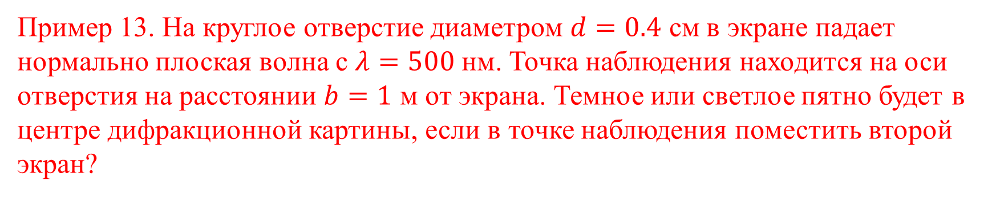 Пример 13. На круглое отверстие диаметром d = 0.4 см в экране падает
нормально плоская волна с λ = 500 нм. Точка наблюдения находится на оси
отверстия на расстоянии b = 1 м от экрана. Темное или светлое пятно будет в
центре дифракционной картины, если в точке наблюдения поместить второй
экран?